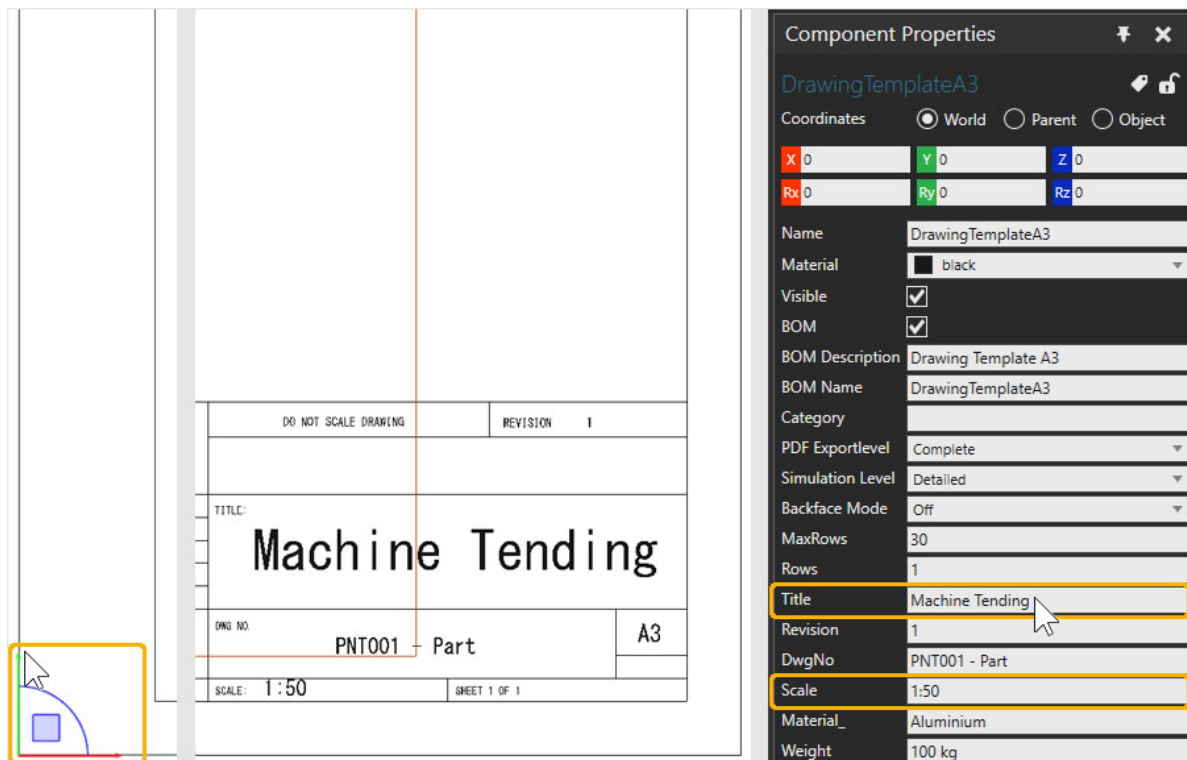 DO NOT SCALE DRAWING REVISION 1
TITLE:
Machine Tending
DWG NO.
PNT001 - Part A3
SCALE: 1:50 SHEET 1 OF 1
Component Properties
DrawingTemplateA3
Coordinates World Parent Object
X 0 Y 0 Z 0
Rx 0 Ry 0 Rz 0
Name DrawingTemplateA3
Material black
Visible
BOM
BOM Description Drawing Template A3
BOM Name DrawingTemplateA3
Category
PDF Exportlevel Complete
Simulation Level Detailed
Backface Mode Off
MaxRows 30
Rows 1
Title Machine Tending
Revision 1
DwgNo PNT001 - Part
Scale 1:50
Material_ Aluminium
Weight 100 kg